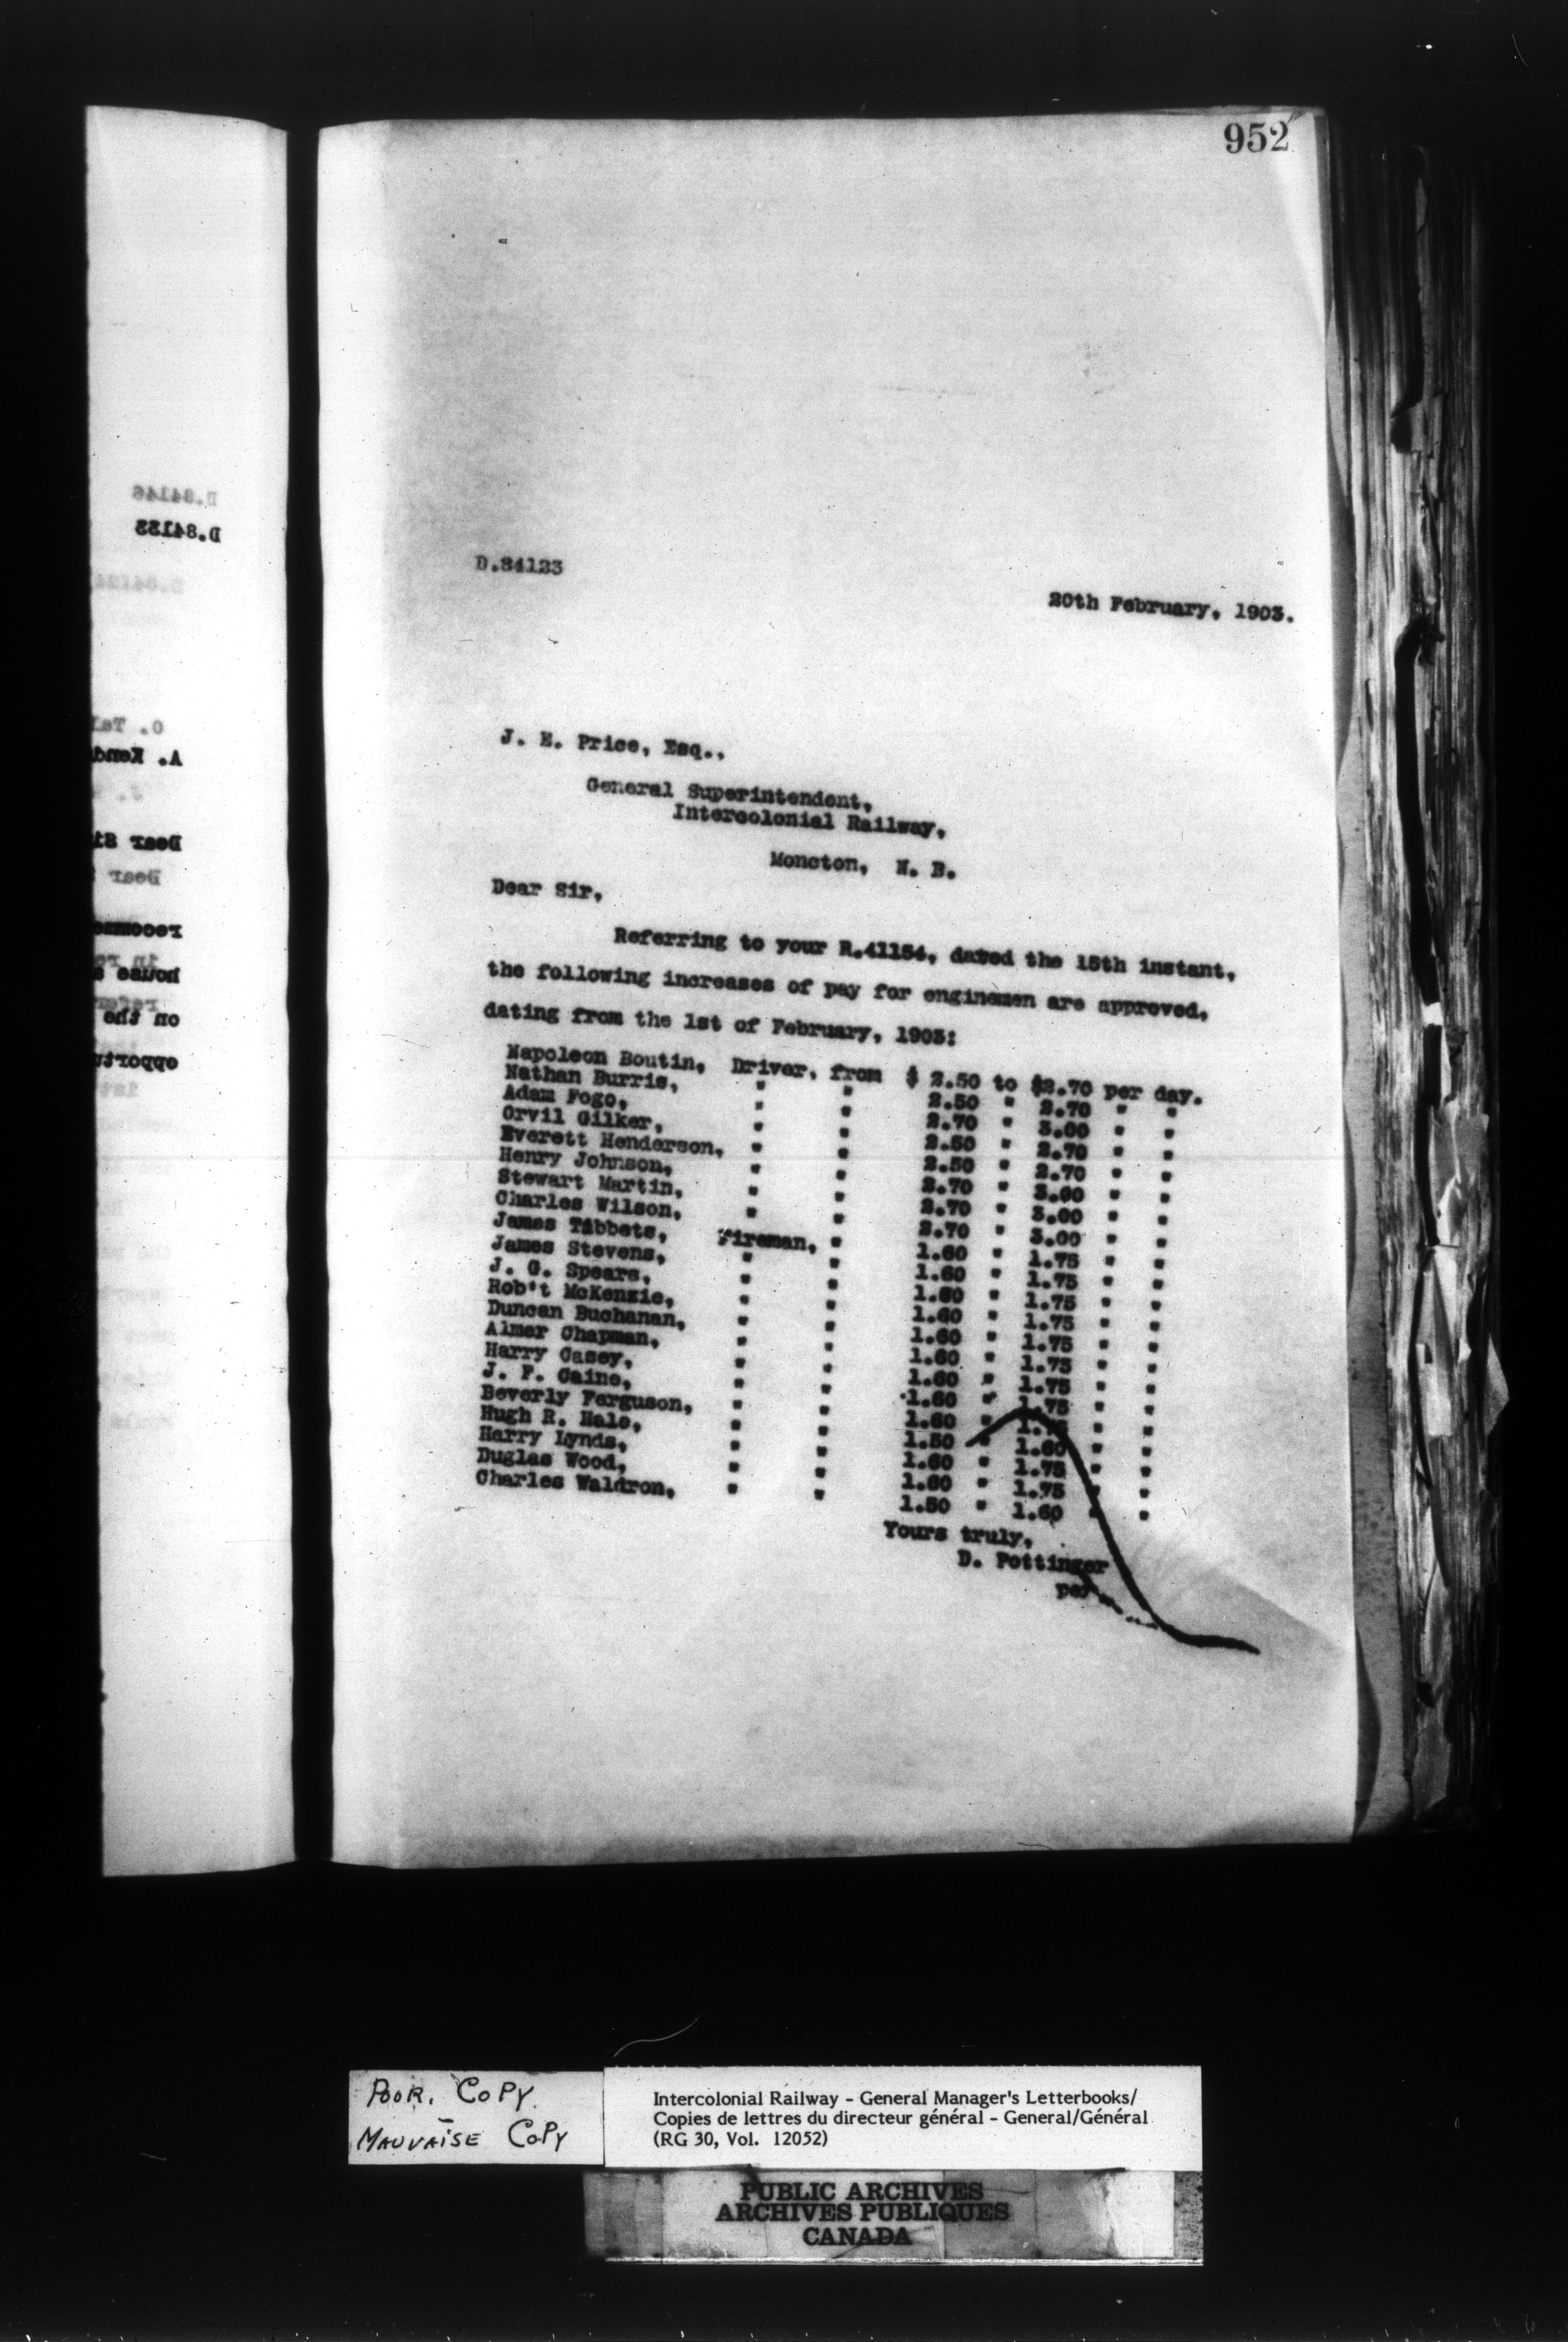 952
D.84146
D.84133
D.84123
20th February, 1903.
J. E. Price, Esq.,
General Superintendent,
Intercolonial Railway,
Moncton, N. B.
Dear Sir,
Referring to your R.41154, dated the 15th instant,
the following increases of pay for enginemen are approved,
dating from the 1st of February, 1903:
Napoleon Boutin, Driver, from $ 2.50 to $2.70 per day.
Nathan Burris, " " 2.50 " 2.70 " "
Adam Fogo, " " 2.70 " 3.00 " "
Orvil Gilker, " " 2.50 " 2.70 " "
Everett Henderson, " " 2.50 " 2.70 " "
Henry Johnson, " " 2.70 " 3.00 " "
Stewart Martin, " " 2.70 " 3.00 " "
Charles Wilson, " " 2.70 " 3.00 " "
James Tibbets, Fireman, " 1.60 " 1.75 " "
James Stevens, " " 1.60 " 1.75 " "
J. G. Spears, " " 1.60 " 1.75 " "
Rob't McKenzie, " " 1.60 " 1.75 " "
Duncan Buchanan, " " 1.60 " 1.75 " "
Almer Chapman, " " 1.60 " 1.75 " "
Harry Casey, " " 1.60 " 1.75 " "
J. F. Caine, " " 1.60 " 1.75 " "
Beverly Ferguson, " " 1.60 " 1.75 " "
Hugh R. Hale, " " 1.50 " 1.60 " "
Harry Lynds, " " 1.60 " 1.75 " "
Duglas Wood, " " 1.60 " 1.75 " "
Charles Waldron, " " 1.50 " 1.60 " "
Yours truly,
D. Pottinger
per
POOR. COPY.
MAUVAISE COPY
Intercolonial Railway - General Manager's Letterbooks/
Copies de lettres du directeur général - General/Général
(RG 30, Vol. 12052)
PUBLIC ARCHIVES
ARCHIVES PUBLIQUES
CANADA